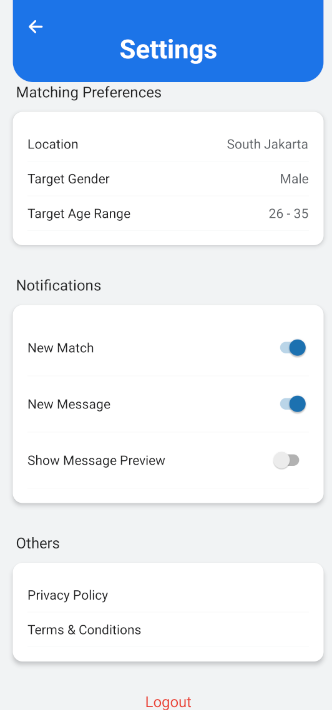 Settings
Matching Preferences
Location South Jakarta
Target Gender Male
Target Age Range 26 - 35
Notifications
New Match
New Message
Show Message Preview
Others
Privacy Policy
Terms & Conditions
Logout